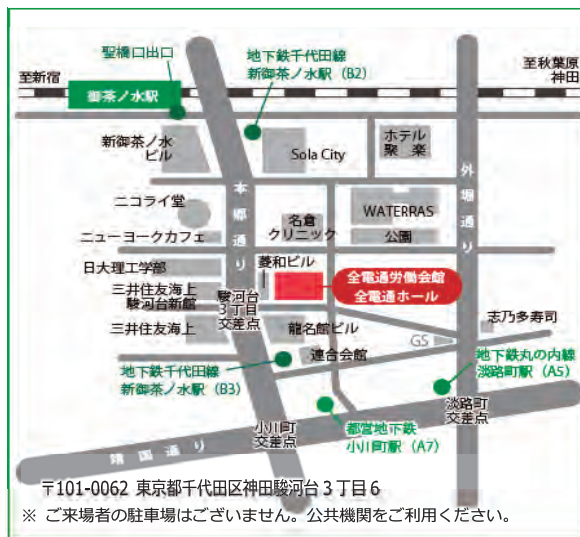 聖橋口出口
地下鉄千代田線
新御茶ノ水駅（B2）
至新宿
至秋葉原
神田
御茶ノ水駅
新御茶ノ水
ビル
Sola City
ホテル
聚楽
外堀通り
本郷通り
ニコライ堂
名倉
クリニック
WATERRAS
ニューヨークカフェ
公園
菱和ビル
日大理工学部
全電通労働会館
全電通ホール
三井住友海上
駿河台新館
駿河台
3丁目
交差点
三井住友海上
龍名館ビル
志乃多寿司
GS
連合会館
地下鉄千代田線
新御茶ノ水駅（B3）
地下鉄丸の内線
淡路町駅（A5）
淡路町
交差点
小川町
交差点
都営地下鉄
小川町駅（A7）
靖国通り
〒101-0062 東京都千代田区神田駿河台３丁目６
※ ご来場者の駐車場はございません。公共機関をご利用ください。